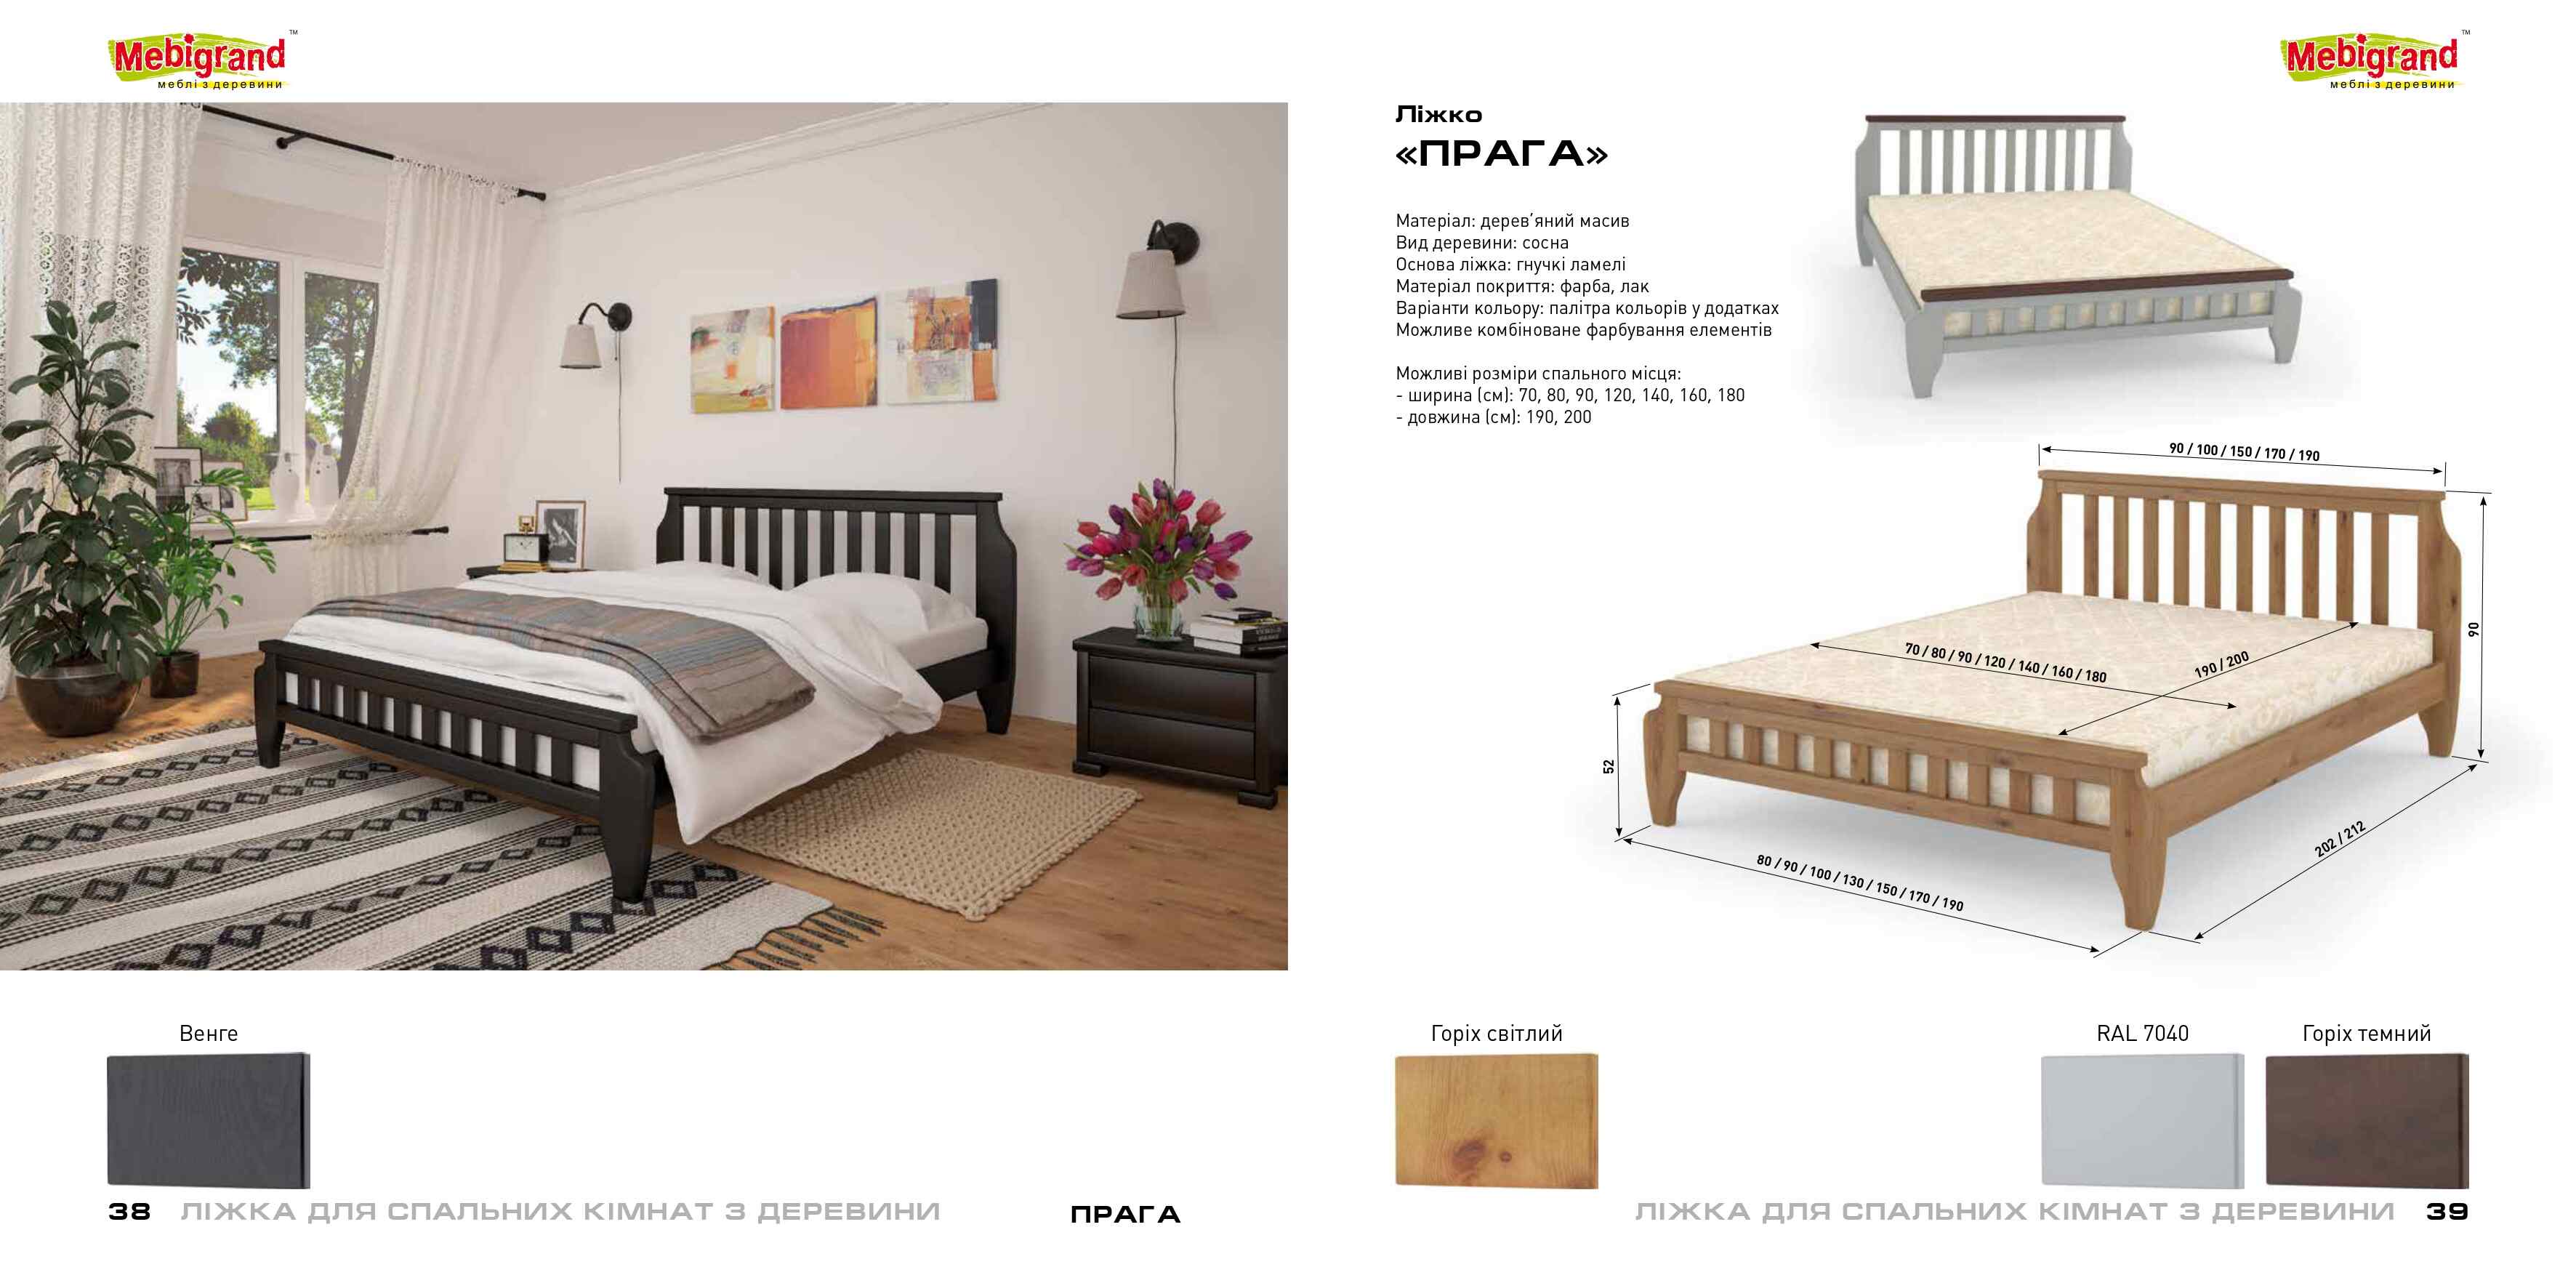 Mebigrand
TM
меблі з деревини
Mebigrand
TM
меблі з деревини
Ліжко
«ПРАГА»
Матеріал: дерев’яний масив
Вид деревини: сосна
Основа ліжка: гнучкі ламелі
Матеріал покриття: фарба, лак
Варіанти кольору: палітра кольорів у додатках
Можливе комбіноване фарбування елементів
Можливі розміри спального місця:
- ширина (см): 70, 80, 90, 120, 140, 160, 180
- довжина (см): 190, 200
90 / 100 / 150 / 170 / 190
90
70 / 80 / 90 / 120 / 140 / 160 / 180
190 / 200
52
80 / 90 / 100 / 130 / 150 / 170 / 190
202 / 212
Венге
Горіх світлий
RAL 7040
Горіх темний
38 ЛІЖКА ДЛЯ СПАЛЬНИХ КІМНАТ З ДЕРЕВИНИ
ПРАГА
ЛІЖКА ДЛЯ СПАЛЬНИХ КІМНАТ З ДЕРЕВИНИ 39